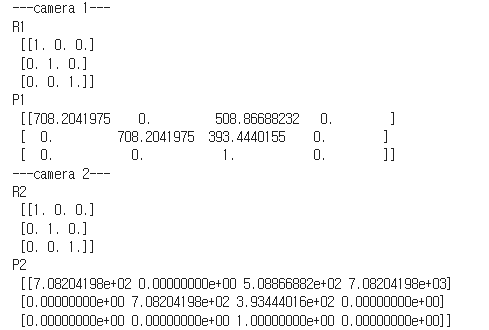 ---camera 1---
R1
[[1. 0. 0.]
[0. 1. 0.]
[0. 0. 1.]]
P1
[[708.2041975 0. 508.86688232 0. ]
[ 0. 708.2041975 393.4440155 0. ]
[ 0. 0. 1. 0. ]]
---camera 2---
R2
[[1. 0. 0.]
[0. 1. 0.]
[0. 0. 1.]]
P2
[[7.08204198e+02 0.00000000e+00 5.08866882e+02 7.08204198e+03]
[0.00000000e+00 7.08204198e+02 3.93444016e+02 0.00000000e+00]
[0.00000000e+00 0.00000000e+00 1.00000000e+00 0.00000000e+00]]